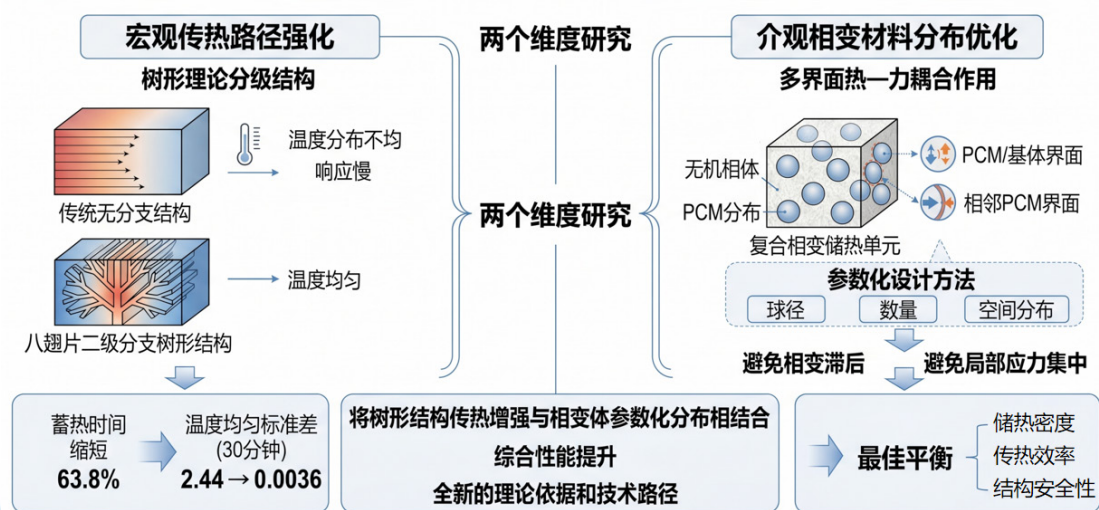 宏观传热路径强化
树形理论分级结构
温度分布不均
响应慢
传统无分支结构
温度均匀
八翅片二级分支树形结构
蓄热时间
缩短
63.8%
温度均匀标准差
(30分钟)
2.44→0.0036
两个维度研究
两个维度研究
将树形结构传热增强与相变体参数化分布相结合
综合性能提升
全新的理论依据和技术路径
介观相变材料分布优化
多界面热—力耦合作用
无机相体
PCM分布
PCM/基体界面
相邻PCM界面
复合相变储热单元
参数化设计方法
球径
数量
空间分布
避免相变滞后
避免局部应力集中
最佳平衡
储热密度
传热效率
结构安全性